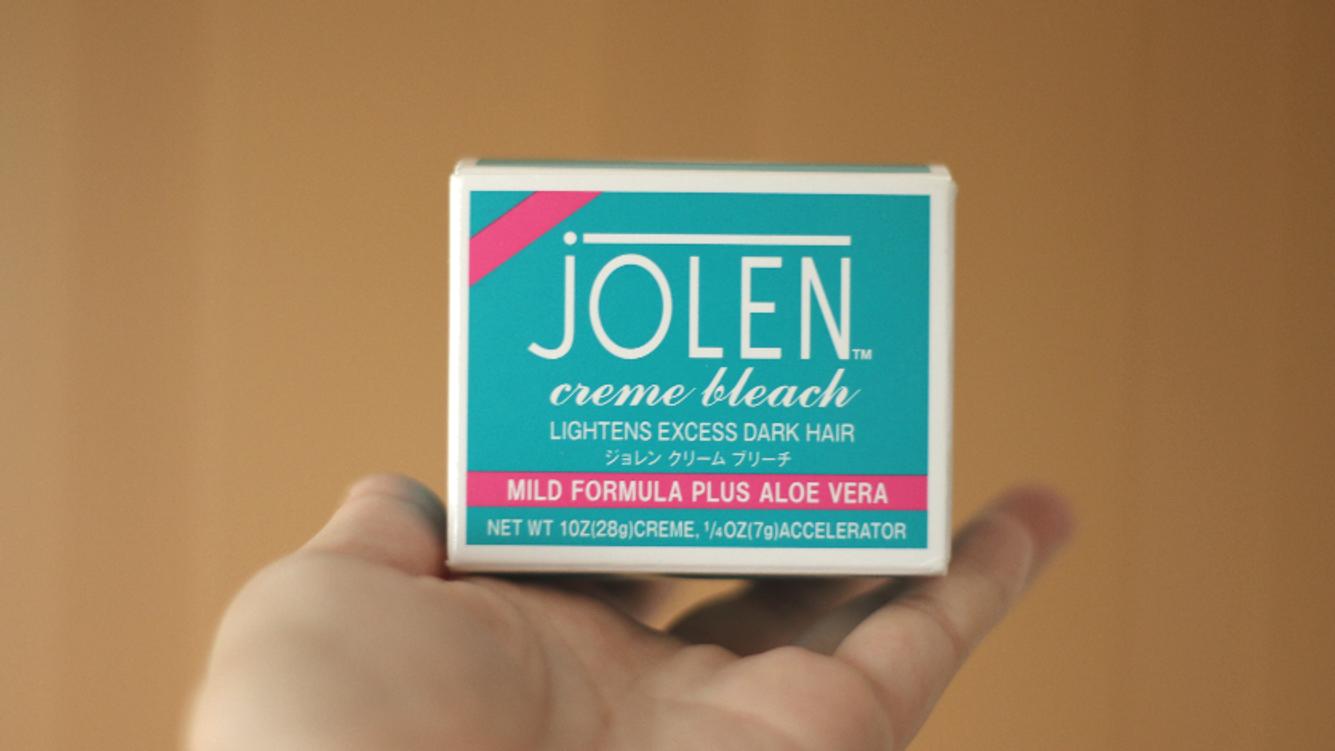 JOLEN™
creme bleach
LIGHTENS EXCESS DARK HAIR
ジョレン クリーム ブリーチ
MILD FORMULA PLUS ALOE VERA
NET WT 1OZ(28g)CREME, ¼OZ(7g)ACCELERATOR